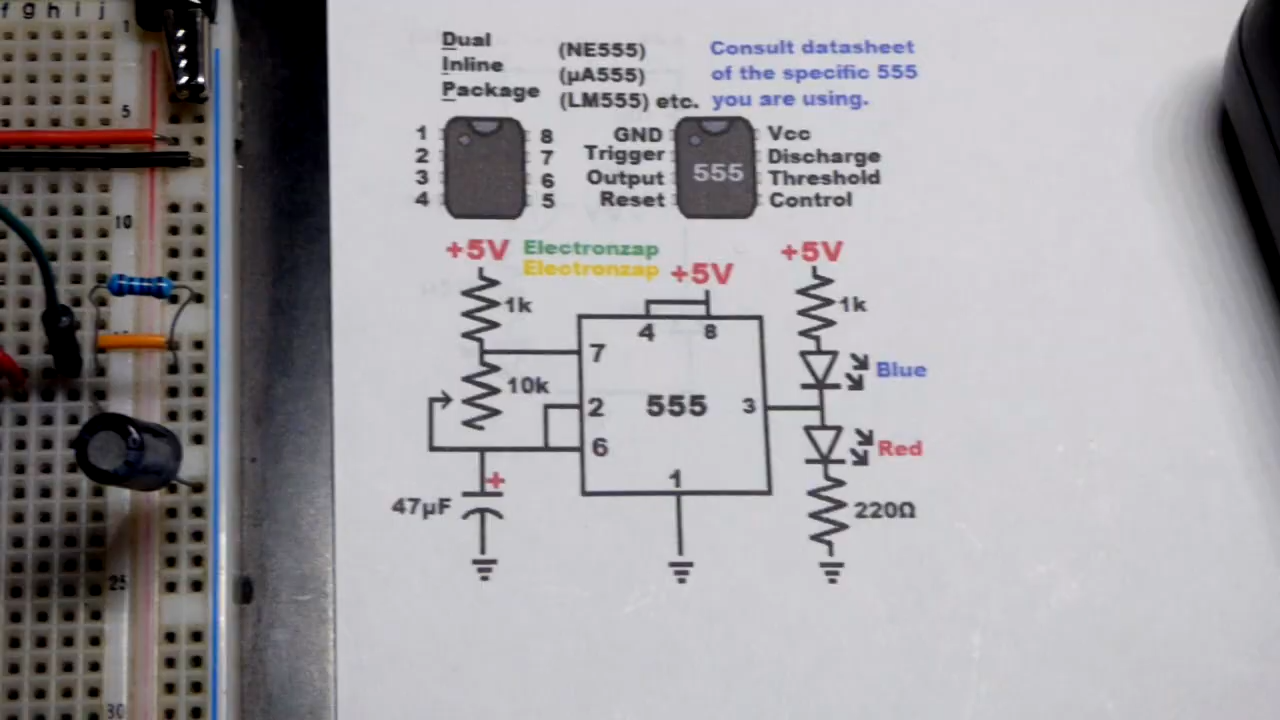 f g h i j
1
5
10
25
30
Dual
Inline
Package
(NE555)
(µA555)
(LM555) etc.
Consult datasheet
of the specific 555
you are using.
1 8
2 7
3 6
4 5
GND Vcc
Trigger Discharge
Output Threshold
Reset Control
555
+5V
Electronzap
Electronzap
+5V
+5V
1k
10k
47µF
+
4 8
7
2
6
555
3
1
1k
Blue
Red
220Ω